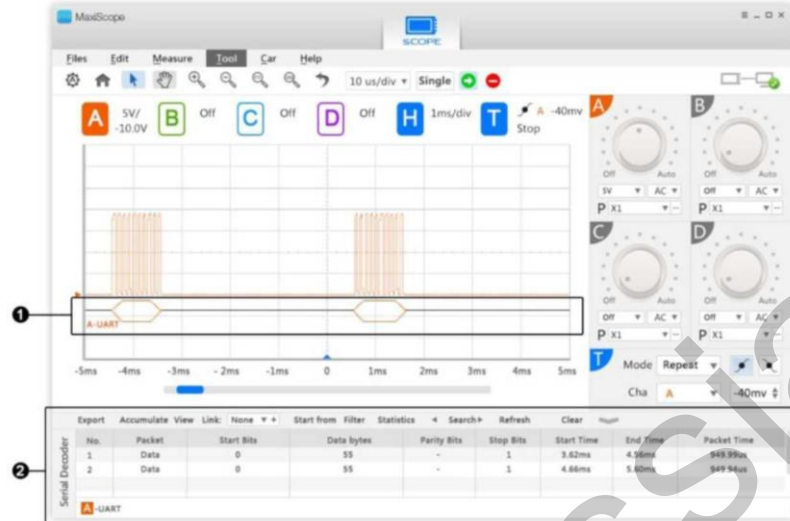 MaxiScope
SCOPE
Files Edit Measure Tool Car Help
10 us/div Single
A 5V/ -10.0V B Off C Off D Off H 1ms/div T A -40mv Stop
A
Off Auto
5V AC
P X1
B
Off Auto
Off AC
P X1
C
Off Auto
Off AC
P X1
D
Off Auto
Off AC
P X1
1
A-UART
-5ms -4ms -3ms - 2ms -1ms 0 1ms 2ms 3ms 4ms 5ms
T Mode Repeat
Cha A -40mv
2
Serial Decoder
Export Accumulate View Link: None + Start from Filter Statistics Search Refresh Clear
No. Packet Start Bits Data bytes Parity Bits Stop Bits Start Time End Time Packet Time
1 Data 0 55 - 1 3.62ms 4.56ms 949.99us
2 Data 0 55 - 1 4.66ms 5.60ms 949.94us
A -UART